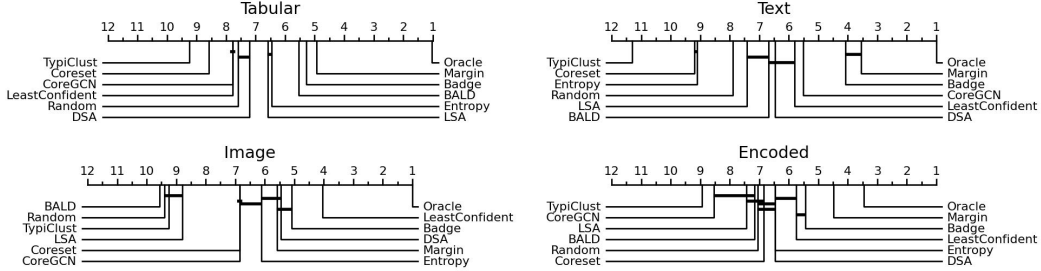 Tabular
12 11 10 9 8 7 6 5 4 3 2 1
TypiClust
Coreset
CoreGCN
LeastConfident
Random
DSA
Oracle
Margin
Badge
BALD
Entropy
LSA
Text
12 11 10 9 8 7 6 5 4 3 2 1
TypiClust
Coreset
Entropy
Random
LSA
BALD
Oracle
Margin
Badge
CoreGCN
LeastConfident
DSA
Image
12 11 10 9 8 7 6 5 4 3 2 1
BALD
Random
TypiClust
LSA
Coreset
CoreGCN
Oracle
LeastConfident
Badge
DSA
Margin
Entropy
Encoded
12 11 10 9 8 7 6 5 4 3 2 1
TypiClust
CoreGCN
LSA
BALD
Random
Coreset
Oracle
Margin
Badge
LeastConfident
Entropy
DSA